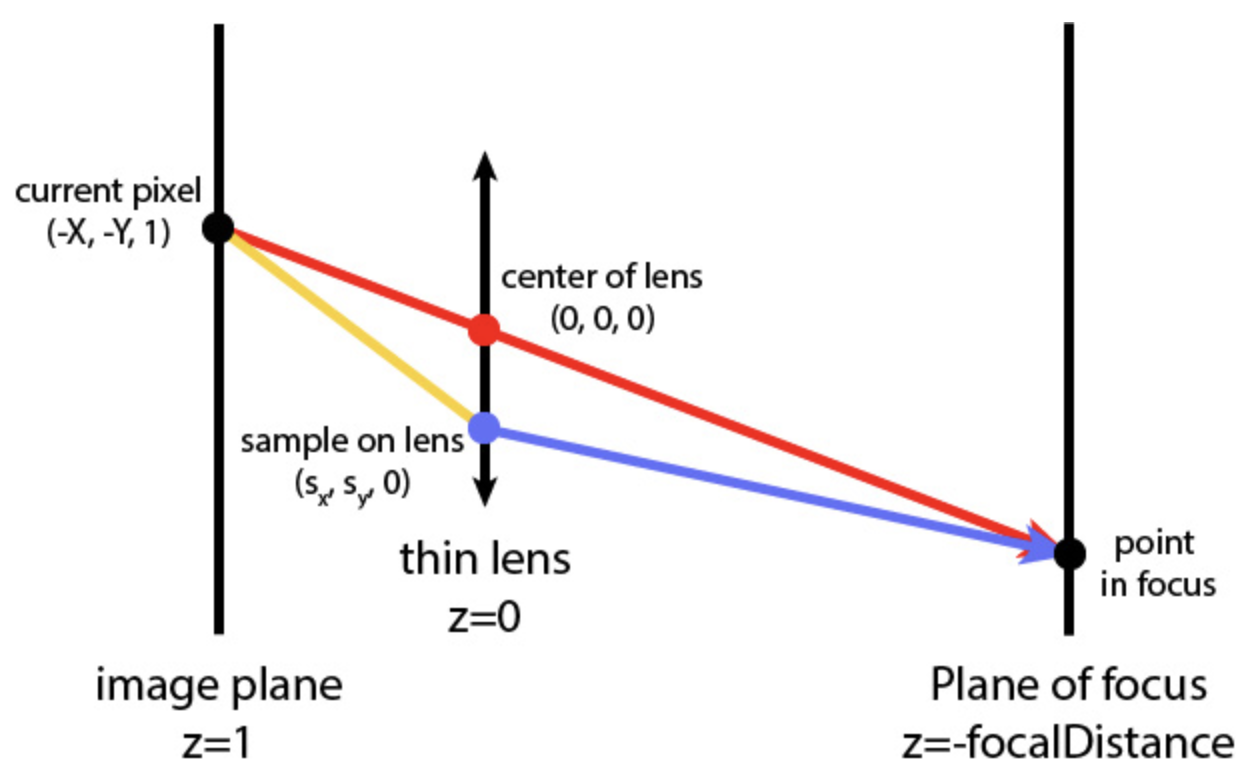 current pixel
(-X, -Y, 1)
center of lens
(0, 0, 0)
sample on lens
(sx, sy, 0)
thin lens
z=0
point
in focus
image plane
z=1
Plane of focus
z=-focalDistance